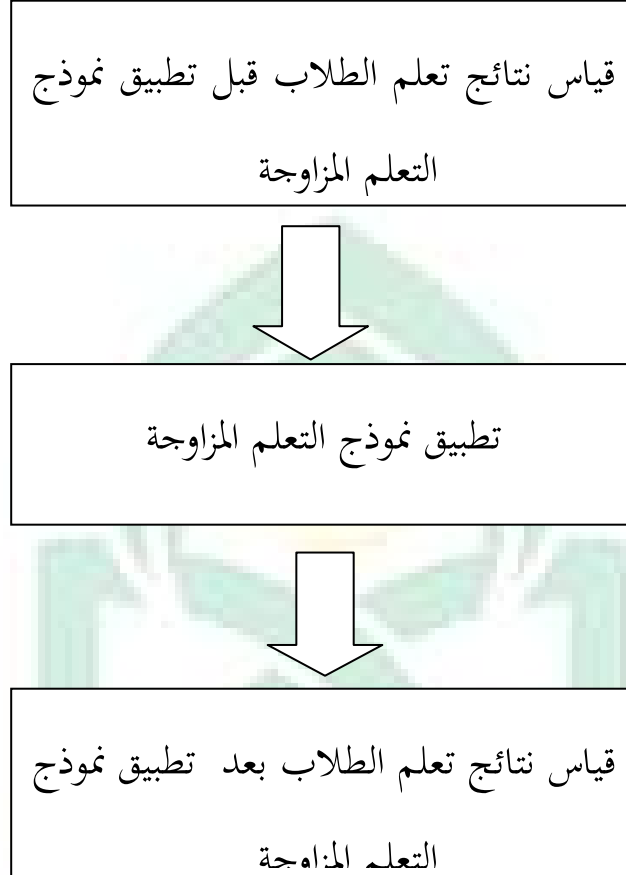 قياس نتائج تعلم الطلاب قبل تطبيق نموذج
التعلم المزاوجة
تطبيق نموذج التعلم المزاوجة
قياس نتائج تعلم الطلاب بعد تطبيق نموذج
التعلم المزاوجة